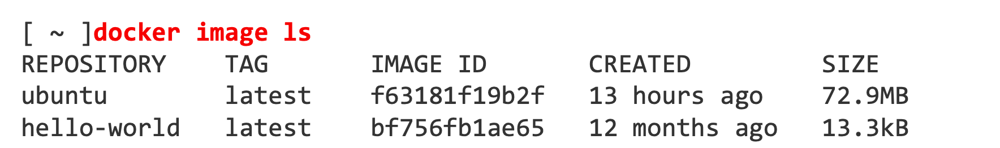 [ ~ ]docker image ls
REPOSITORY    TAG       IMAGE ID       CREATED         SIZE
ubuntu        latest    f63181f19b2f   13 hours ago    72.9MB
hello-world   latest    bf756fb1ae65   12 months ago   13.3kB